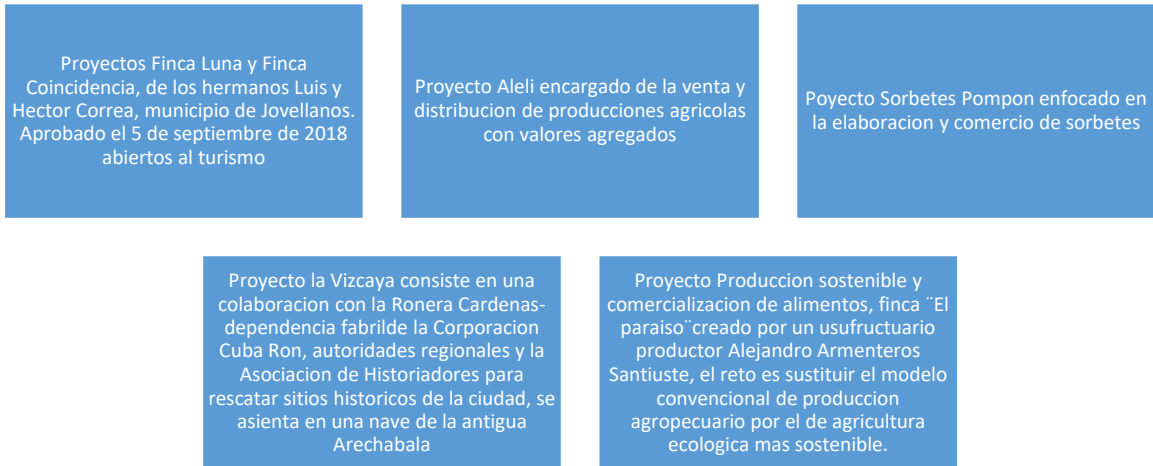 Proyectos Finca Luna y Finca
Coincidencia, de los hermanos Luis y
Hector Correa, municipio de Jovellanos.
Aprobado el 5 de septiembre de 2018
abiertos al turismo
Proyecto Aleli encargado de la venta y
distribucion de producciones agricolas
con valores agregados
Poyecto Sorbetes Pompon enfocado en
la elaboracion y comercio de sorbetes
Proyecto la Vizcaya consiste en una
colaboracion con la Ronera Cardenas-
dependencia fabrilde la Corporacion
Cuba Ron, autoridades regionales y la
Asociacion de Historiadores para
rescatar sitios historicos de la ciudad, se
asienta en una nave de la antigua
Arechabala
Proyecto Produccion sostenible y
comercializacion de alimentos, finca ¨El
paraiso¨creado por un usufructuario
productor Alejandro Armenteros
Santiuste, el reto es sustituir el modelo
convencional de produccion
agropecuario por el de agricultura
ecologica mas sostenible.